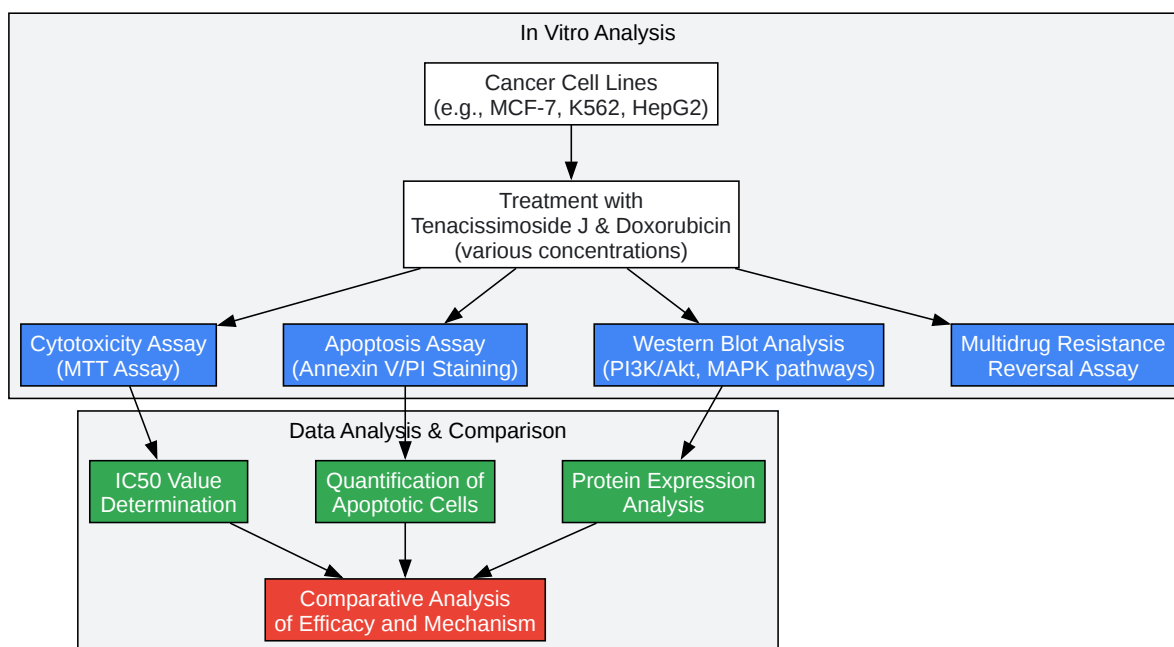 In Vitro Analysis
Cancer Cell Lines
(e.g., MCF-7, K562, HepG2)
Treatment with
Tenacissimoside J & Doxorubicin
(various concentrations)
Cytotoxicity Assay
(MTT Assay)
Apoptosis Assay
(Annexin V/PI Staining)
Western Blot Analysis
(PI3K/Akt, MAPK pathways)
Multidrug Resistance
Reversal Assay
Data Analysis & Comparison
IC50 Value
Determination
Quantification of
Apoptotic Cells
Protein Expression
Analysis
Comparative Analysis
of Efficacy and Mechanism